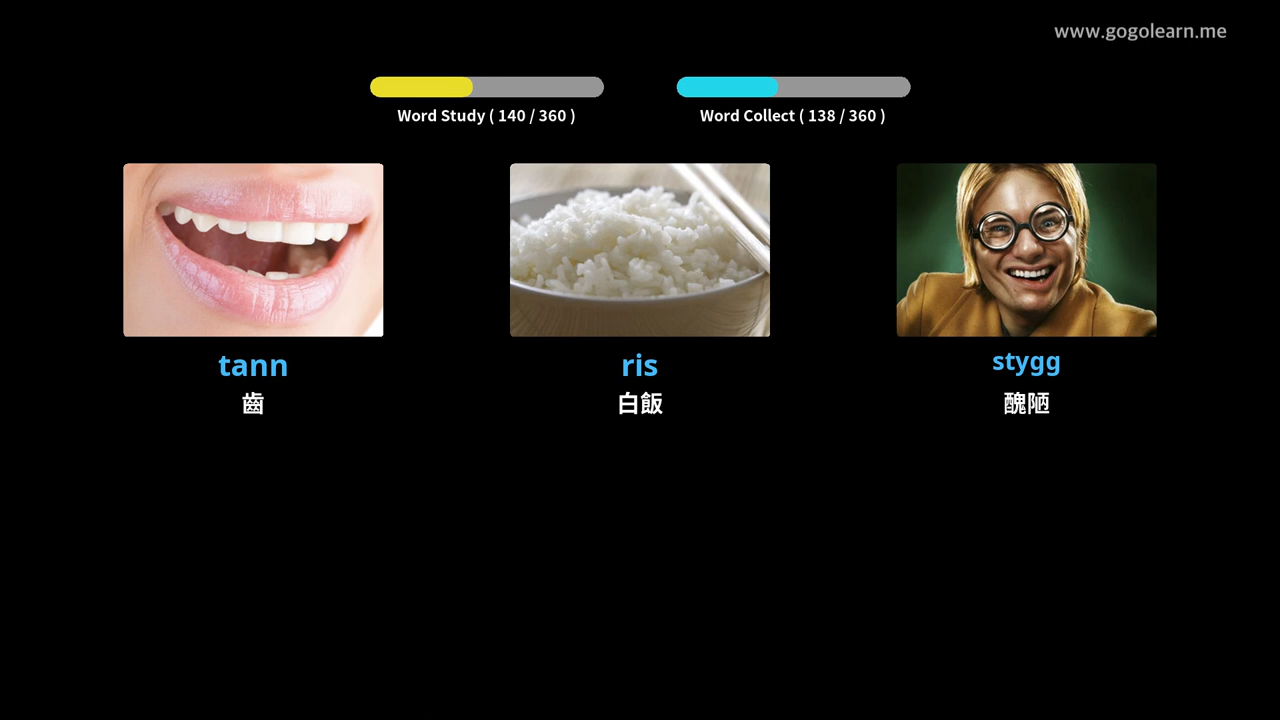 www.gogolearn.me
Word Study ( 140 / 360 )
Word Collect ( 138 / 360 )
tann
ris
stygg
齒
白飯
醜陋